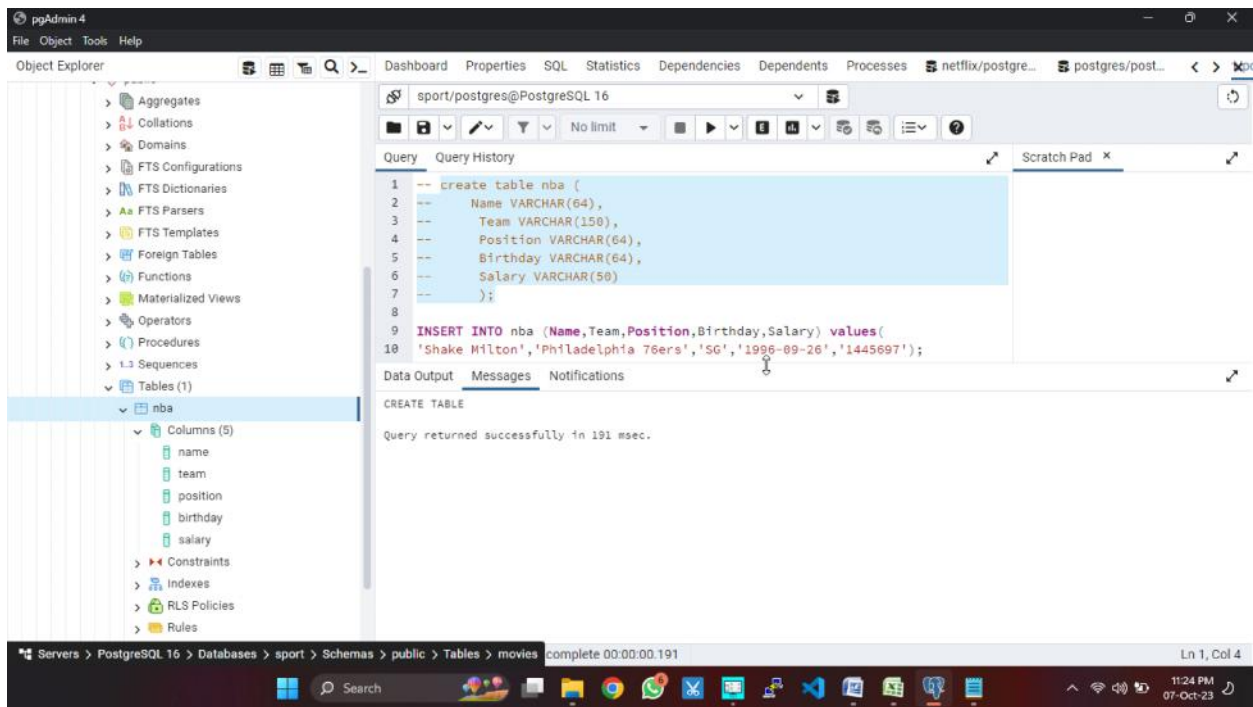 pgAdmin 4
File Object Tools Help
Object Explorer
Dashboard Properties SQL Statistics Dependencies Dependents Processes netflix/postgre... postgres/post...
sport/postgres@PostgreSQL 16
No limit
Query Query History
Scratch Pad
Aggregates
Collations
Domains
FTS Configurations
FTS Dictionaries
FTS Parsers
FTS Templates
Foreign Tables
Functions
Materialized Views
Operators
Procedures
1..3 Sequences
Tables (1)
nba
Columns (5)
name
team
position
birthday
salary
Constraints
Indexes
RLS Policies
Rules
1 -- create table nba (
2 -- Name VARCHAR(64),
3 -- Team VARCHAR(150),
4 -- Position VARCHAR(64),
5 -- Birthday VARCHAR(64),
6 -- Salary VARCHAR(50)
7 -- );
8
9 INSERT INTO nba (Name,Team,Position,Birthday,Salary) values(
10 'Shake Milton','Philadelphia 76ers','SG','1996-09-26','1445697');
Data Output Messages Notifications
CREATE TABLE
Query returned successfully in 191 msec.
Servers > PostgreSQL 16 > Databases > sport > Schemas > public > Tables > movies
complete 00:00:00.191
Ln 1, Col 4
Search
11:24 PM
07-Oct-23